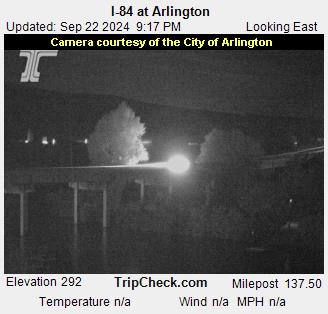 I-84 at Arlington
Updated: Sep 22 2024 9:17 PM Looking East
Camera courtesy of the City of Arlington
Elevation 292 TripCheck.com Milepost 137.50
Temperature n/a Wind n/a MPH n/a